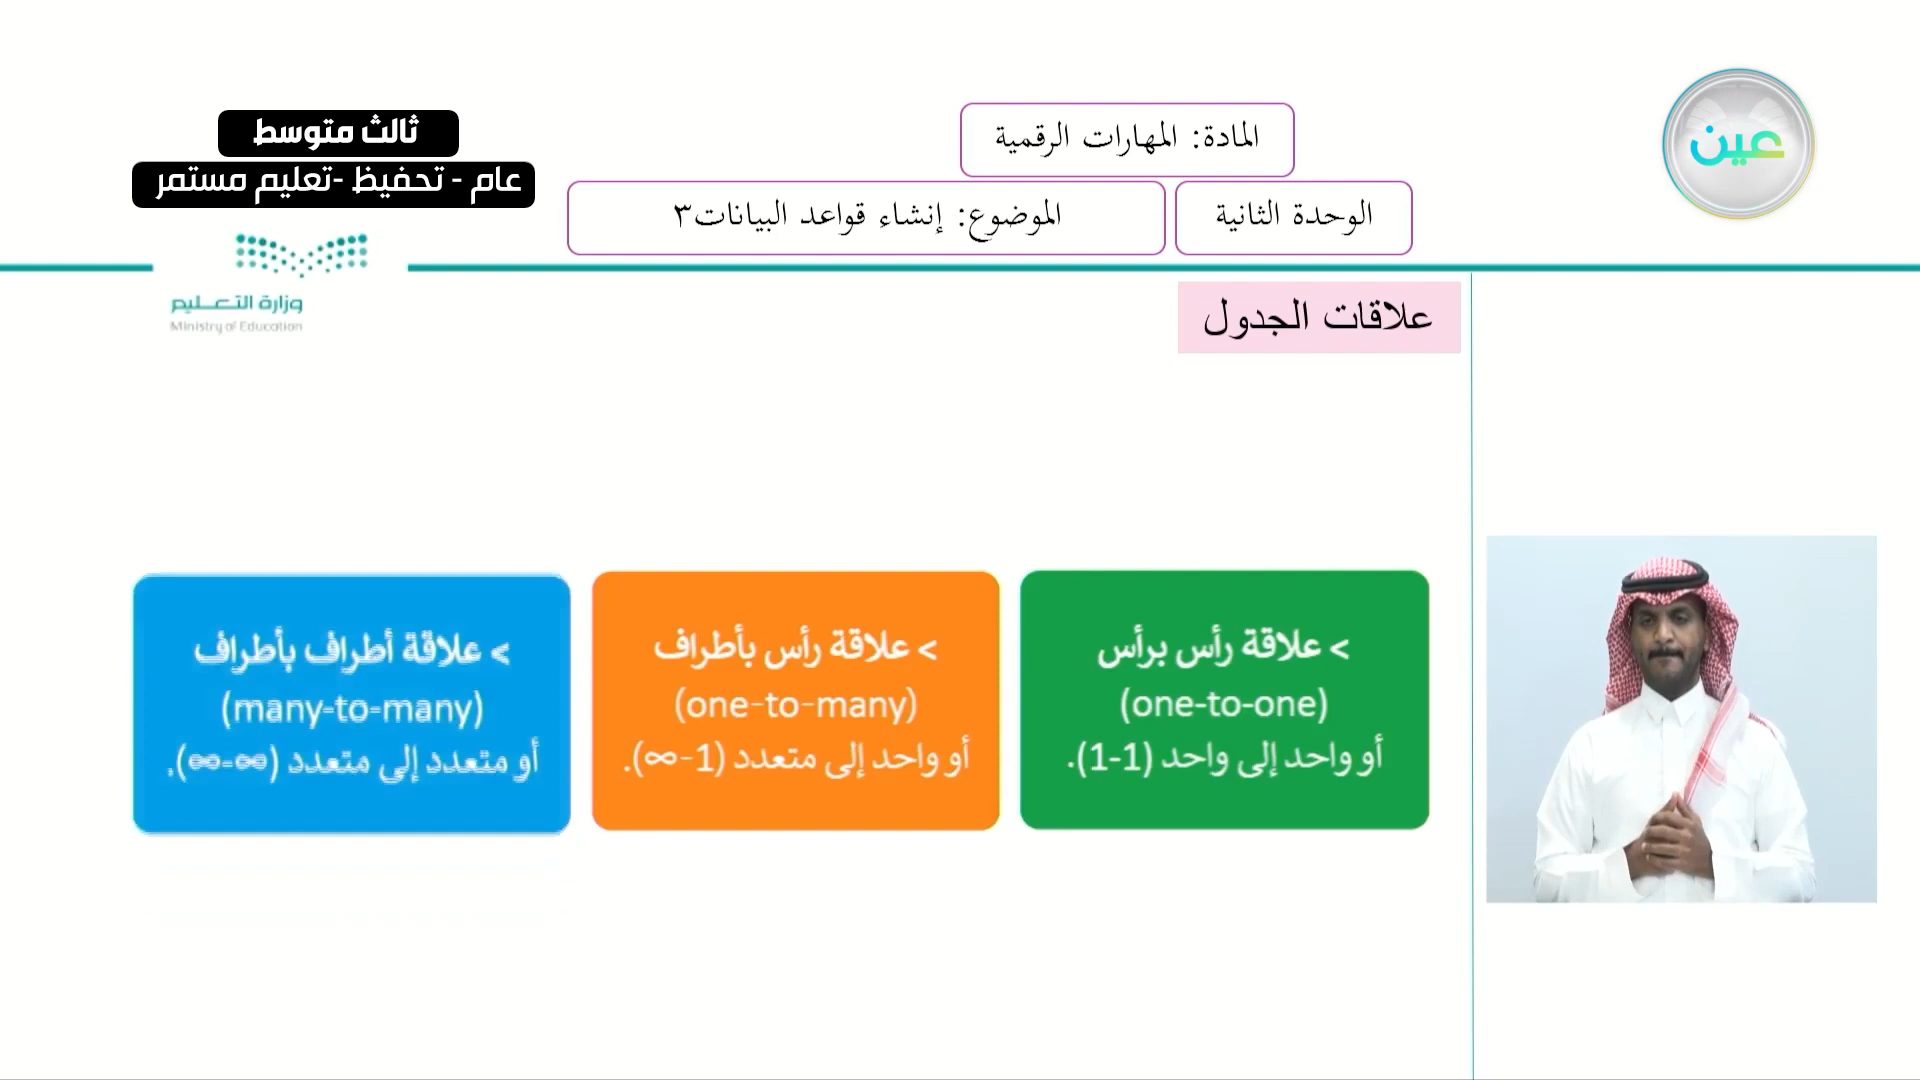 عين
المادة: المهارات الرقمية
الوحدة الثانية
الموضوع: إنشاء قواعد البيانات٣
ثالث متوسط
عام - تحفيظ -تعليم مستمر
وزارة التعـــليم
Ministry of Education
علاقات الجدول
> علاقة رأس برأس
(one-to-one)
أو واحد إلى واحد (1-1).
> علاقة رأس بأطراف
(one-to-many)
أو واحد إلى متعدد (1-∞).
> علاقة أطراف بأطراف
(many-to-many)
أو متعدد إلى متعدد (∞-∞).